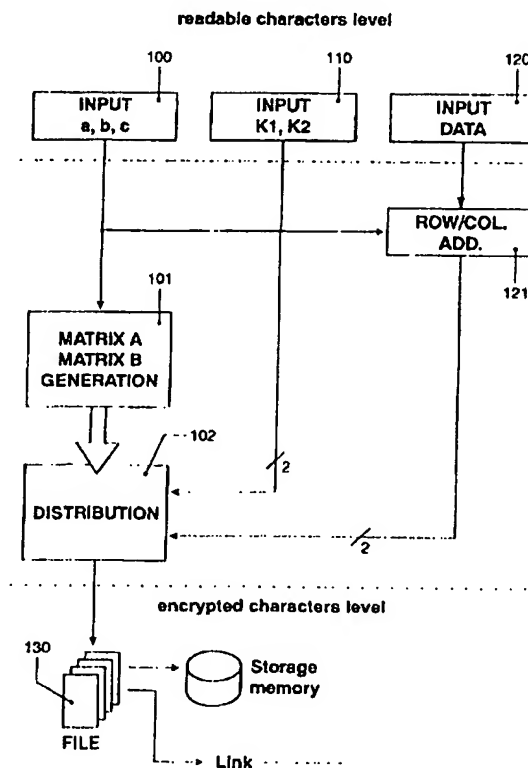 readable characters level
100
110
120
INPUT
a, b, c
INPUT
K1, K2
INPUT
DATA
ROW/COL.
ADD.
121
101
MATRIX A
MATRIX B
GENERATION
102
2
DISTRIBUTION
2
encrypted characters level
130
Storage
memory
FILE
Link